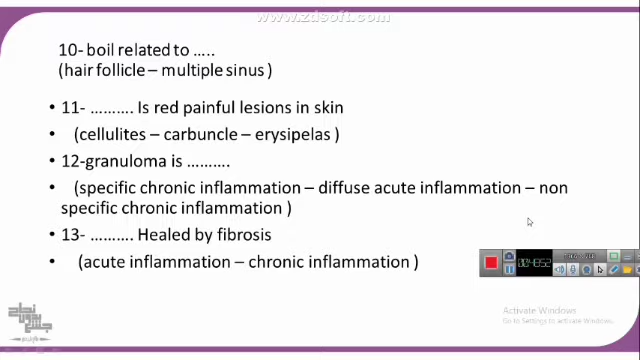 www.zdsoft.com
10- boil related to …..
(hair follicle – multiple sinus )
• 11- ………. Is red painful lesions in skin
• (cellulites – carbuncle – erysipelas )
• 12-granuloma is ……….
• (specific chronic inflammation – diffuse acute inflammation – non
specific chronic inflammation )
• 13- ………. Healed by fibrosis
• (acute inflammation – chronic inflammation )
Activate Windows
Go to Settings to activate Windows.